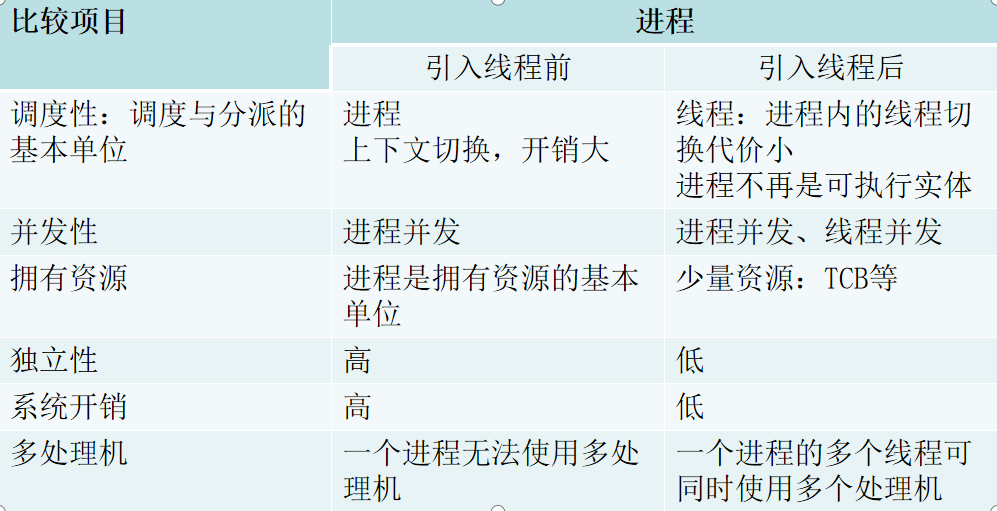 比较项目
进程
引入线程前
引入线程后
调度性：调度与分派的
基本单位
进程
上下文切换，开销大
线程：进程内的线程切
换代价小
进程不再是可执行实体
并发性
进程并发
进程并发、线程并发
拥有资源
进程是拥有资源的基本
单位
少量资源：TCB等
独立性
高
低
系统开销
高
低
多处理机
一个进程无法使用多处
理机
一个进程的多个线程可
同时使用多个处理机